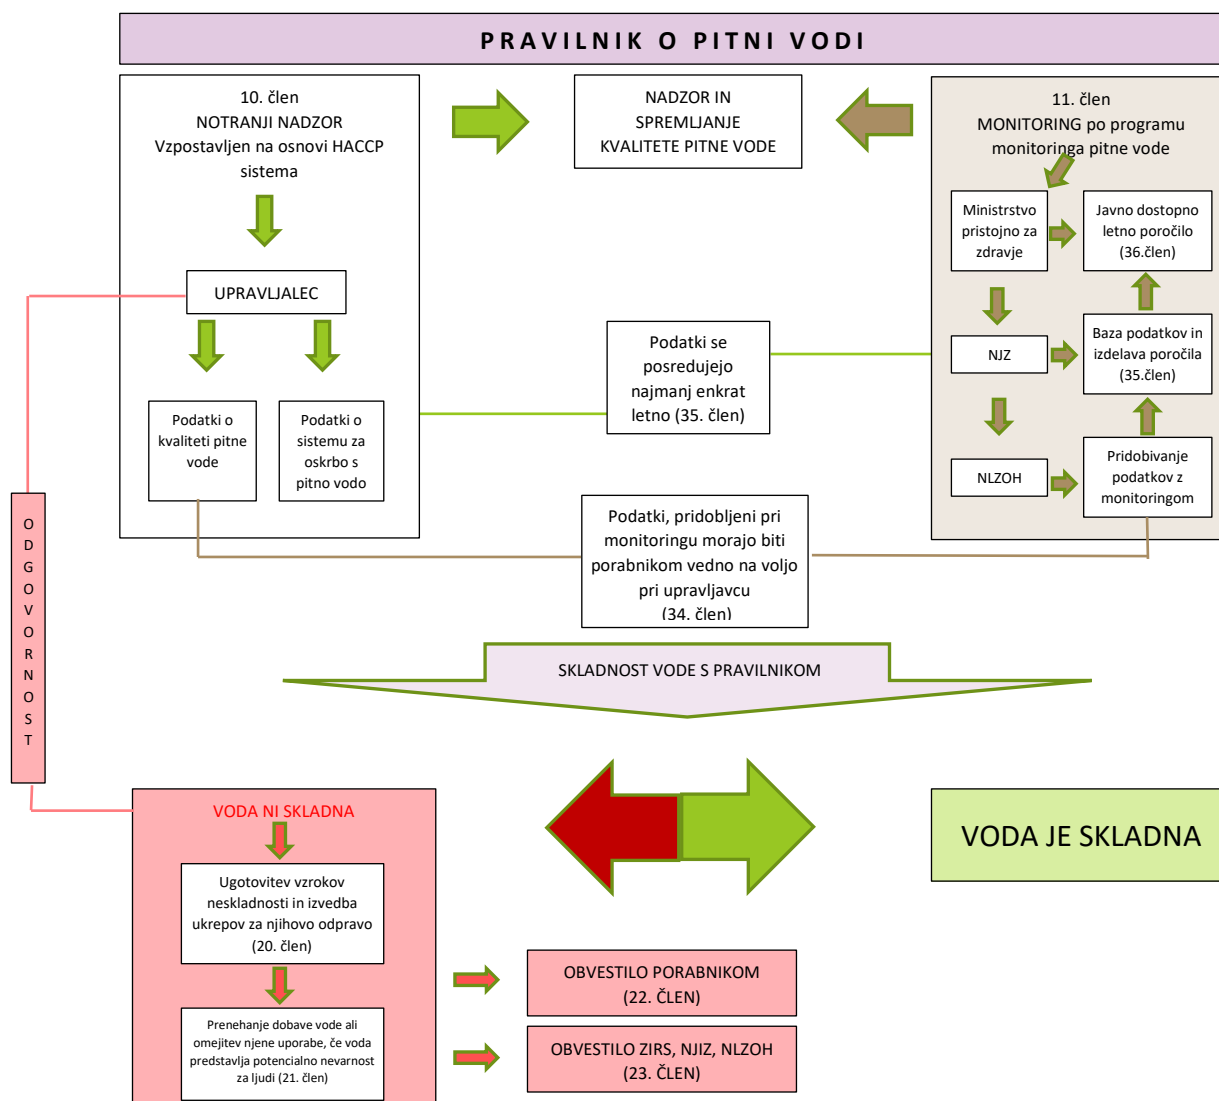 PRAVILNIK O PITNI VODI
10. člen
NOTRANJI NADZOR
Vzpostavljen na osnovi HACCP
sistema
UPRAVLJALEC
Podatki o
kvaliteti pitne
vode
Podatki o
sistemu za
oskrbo s
pitno vodo
NADZOR IN
SPREMLJANJE
KVALITETE PITNE VODE
11. člen
MONITORING po programu
monitoringa pitne vode
Ministrstvo
pristojno za
zdravje
Javno dostopno
letno poročilo
(36.člen)
NJZ
Baza podatkov in
izdelava poročila
(35.člen)
NLZOH
Pridobivanje
podatkov z
monitoringom
Podatki se
posredujejo
najmanj enkrat
letno (35. člen)
Podatki, pridobljeni pri
monitoringu morajo biti
porabnikom vedno na voljo
pri upravljavcu
(34. člen)
ODGOVORNOST
SKLADNOST VODE S PRAVILNIKOM
VODA NI SKLADNA
Ugotovitev vzrokov
neskladnosti in izvedba
ukrepov za njihovo odpravo
(20. člen)
Prenehanje dobave vode ali
omejitev njene uporabe, če voda
predstavlja potencialno nevarnost
za ljudi (21. člen)
OBVESTILO PORABNIKOM
(22. ČLEN)
OBVESTILO ZIRS, NJIZ, NLZOH
(23. ČLEN)
VODA JE SKLADNA